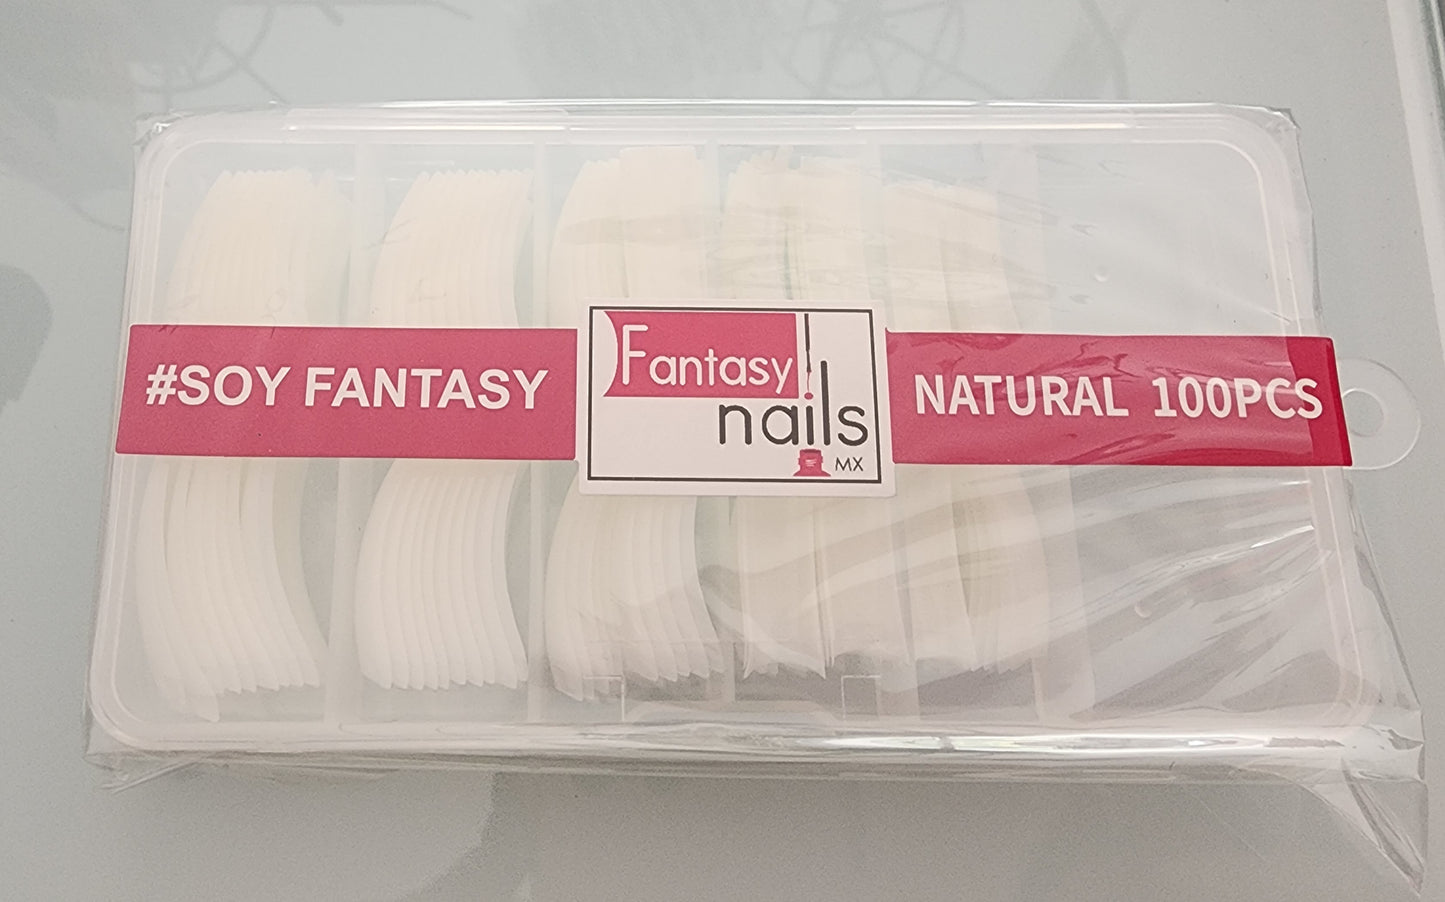 #SOY FANTASY
Fantasy
nails
MX
NATURAL 100PCS